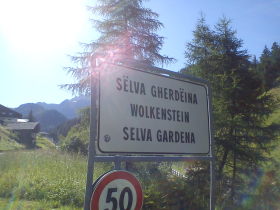 SËLVA GHERDËINA
WOLKENSTEIN
SELVA GARDENA
50